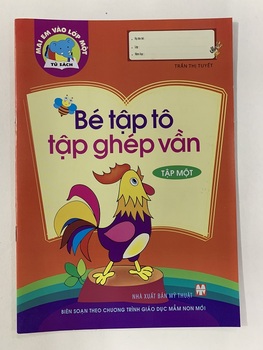 MAI EM VÀO LỚP MỘT
TỦ SÁCH
TRẦN THỊ TUYẾT
Bé tập tô
tập ghép vần
TẬP MỘT
NHÀ XUẤT BẢN MỸ THUẬT
BIÊN SOẠN THEO CHƯƠNG TRÌNH GIÁO DỤC MẦM NON MỚI